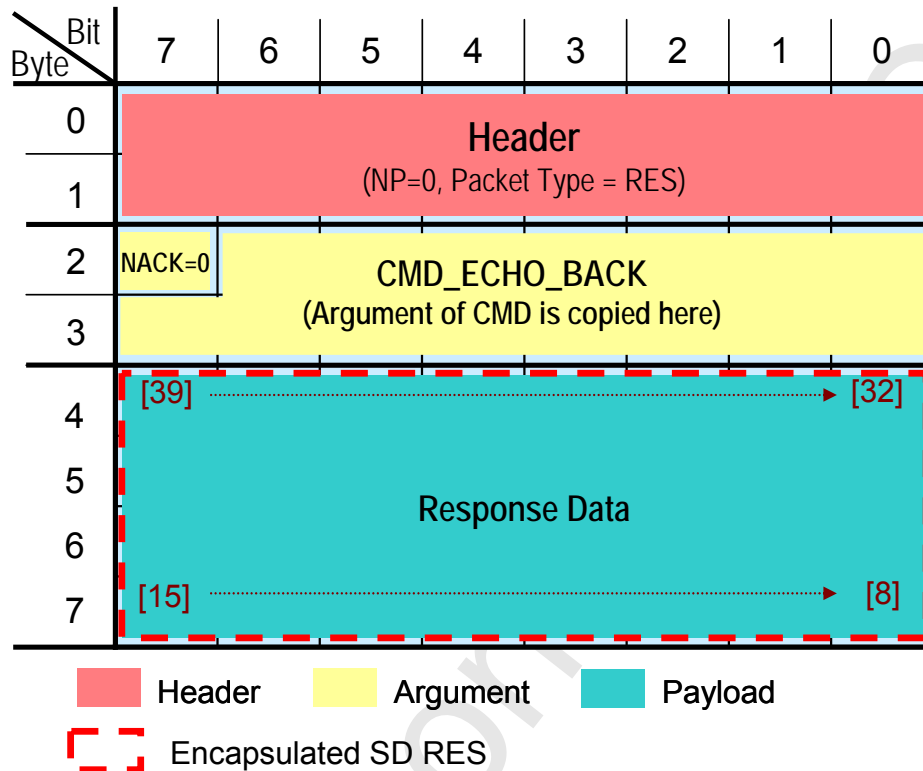 Bit
Byte
7 6 5 4 3 2 1 0
0
Header
1
(NP=0, Packet Type = RES)
2
NACK=0
CMD_ECHO_BACK
3
(Argument of CMD is copied here)
4
[39] [32]
5
Response Data
6
7
[15] [8]
Header Argument Payload
Encapsulated SD RES